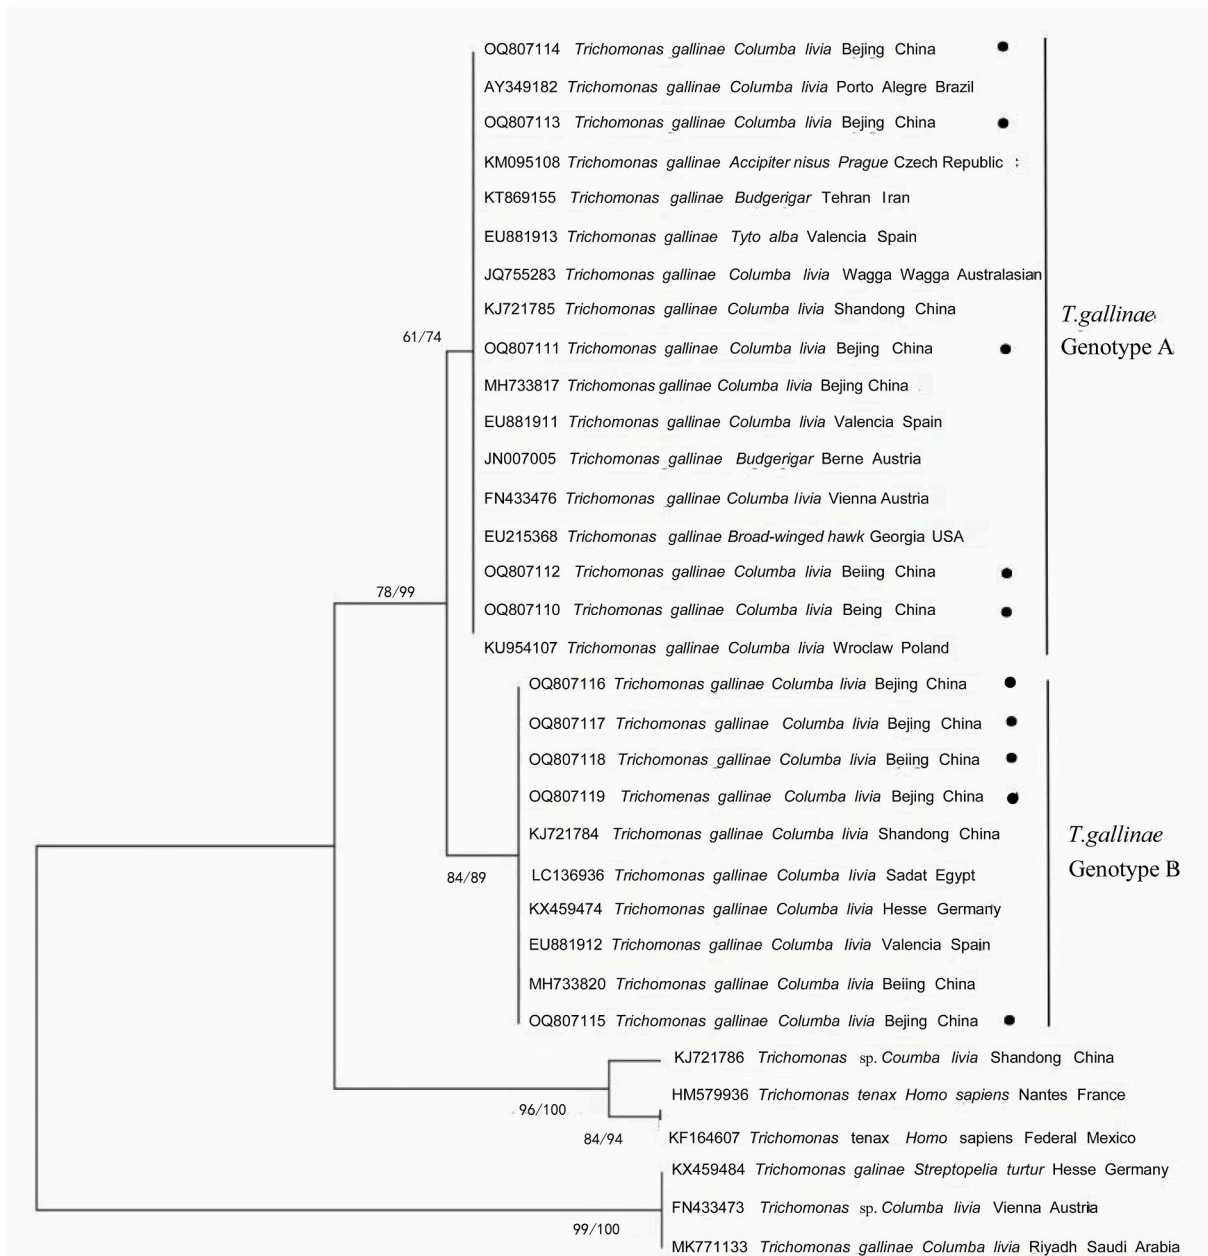 OQ807114 Trichomonas gallinae Columba livia Bejing China
AY349182 Trichomonas gallinae Columba livia Porto Alegre Brazil
OQ807113 Trichomonas gallinae Columba livia Bejing China
KM095108 Trichomonas gallinae Accipiter nisus Prague Czech Republic
KT869155 Trichomonas gallinae Budgerigar Tehran Iran
EU881913 Trichomonas gallinae Tyto alba Valencia Spain
JQ755283 Trichomonas gallinae Columba livia Wagga Wagga Australasian
KJ721785 Trichomonas gallinae Columba livia Shandong China
T.gallinae
61/74
OQ807111 Trichomonas gallinae Columba livia Bejing China
Genotype A
MH733817 Trichomonas gallinae Columba livia Bejing China
EU881911 Trichomonas gallinae Columba livia Valencia Spain
JN007005 Trichomonas gallinae Budgerigar Berne Austria
FN433476 Trichomonas gallinae Columba livia Vienna Austria
EU215368 Trichomonas gallinae Broad-winged hawk Georgia USA
OQ807112 Trichomonas gallinae Columba livia Beiing China
78/99
OQ807110 Trichomonas gallinae Columba livia Being China
KU954107 Trichomonas gallinae Columba livia Wroclaw Poland
OQ807116 Trichomonas gallinae Columba livia Bejing China
OQ807117 Trichomonas gallinae Columba livia Bejing China
OQ807118 Trichomonas gallinae Columba livia Beiing China
OQ807119 Trichomenas gallinae Columba livia Bejing China
KJ721784 Trichomonas gallinae Columba livia Shandong China
T.gallinae
Genotype B
84/89
LC136936 Trichomonas gallinae Columba livia Sadat Egypt
KX459474 Trichomonas gallinae Columba livia Hesse Germany
EU881912 Trichomonas gallinae Columba livia Valencia Spain
MH733820 Trichomonas gallinae Columba livia Beiing China
OQ807115 Trichomonas gallinae Columba livia Bejing China
KJ721786 Trichomonas sp. Coumba livia Shandong China
HM579936 Trichomonas tenax Homo sapiens Nantes France
96/100
84/94
KF164607 Trichomonas tenax Homo sapiens Federal Mexico
KX459484 Trichomonas galinae Streptopelia turtur Hesse Germany
FN433473 Trichomonas sp. Columba livia Vienna Austria
99/100
MK771133 Trichomonas gallinae Columba livia Riyadh Saudi Arabia